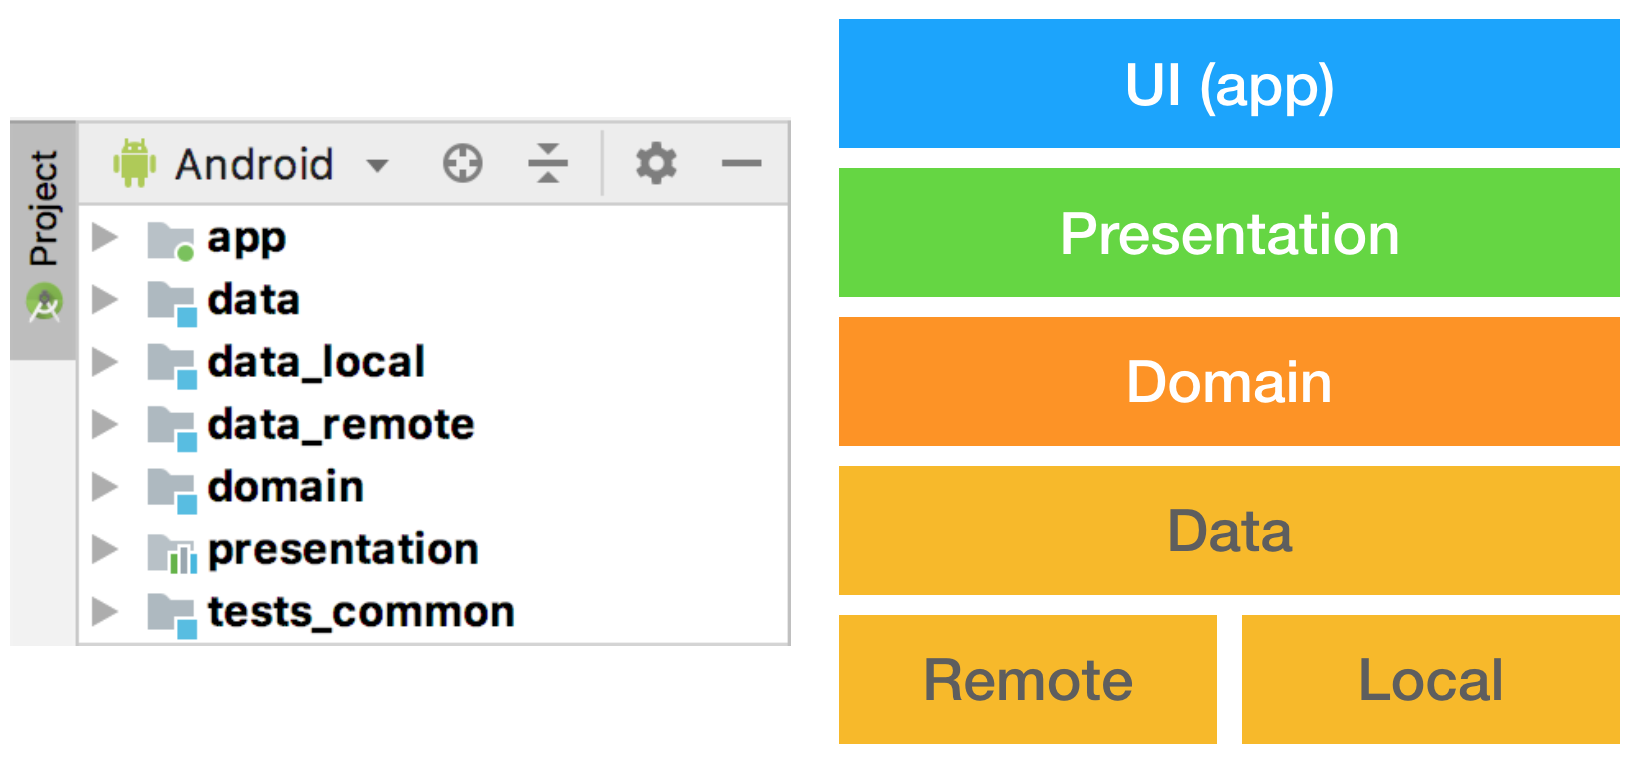 Project
Android
app
data
data_local
data_remote
domain
presentation
tests_common
UI (app)
Presentation
Domain
Data
Remote
Local